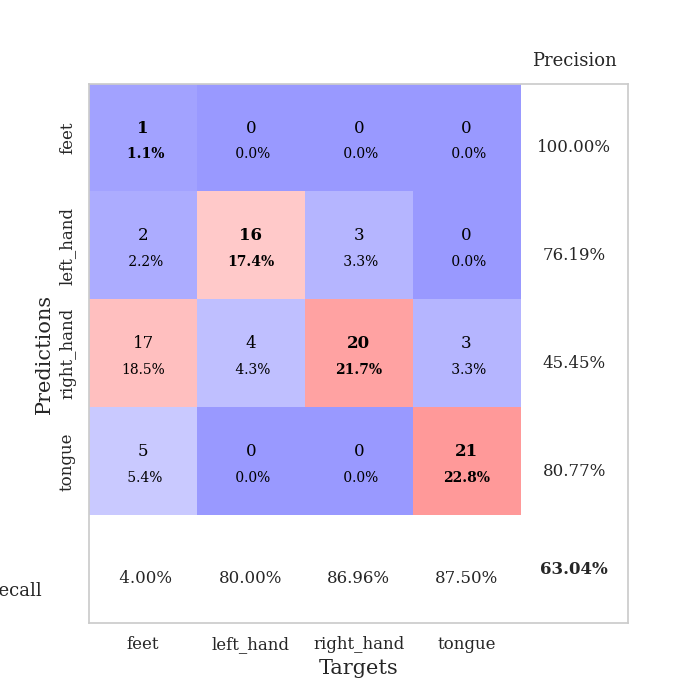 Precision
feet
1 0 0 0
1.1% 0.0% 0.0% 0.0%
100.00%
left_hand
2 16 3 0
2.2% 17.4% 3.3% 0.0%
76.19%
Predictions
right_hand
17 4 20 3
18.5% 4.3% 21.7% 3.3%
45.45%
tongue
5 0 0 21
5.4% 0.0% 0.0% 22.8%
80.77%
ecall
4.00% 80.00% 86.96% 87.50% 63.04%
feet left_hand right_hand tongue
Targets